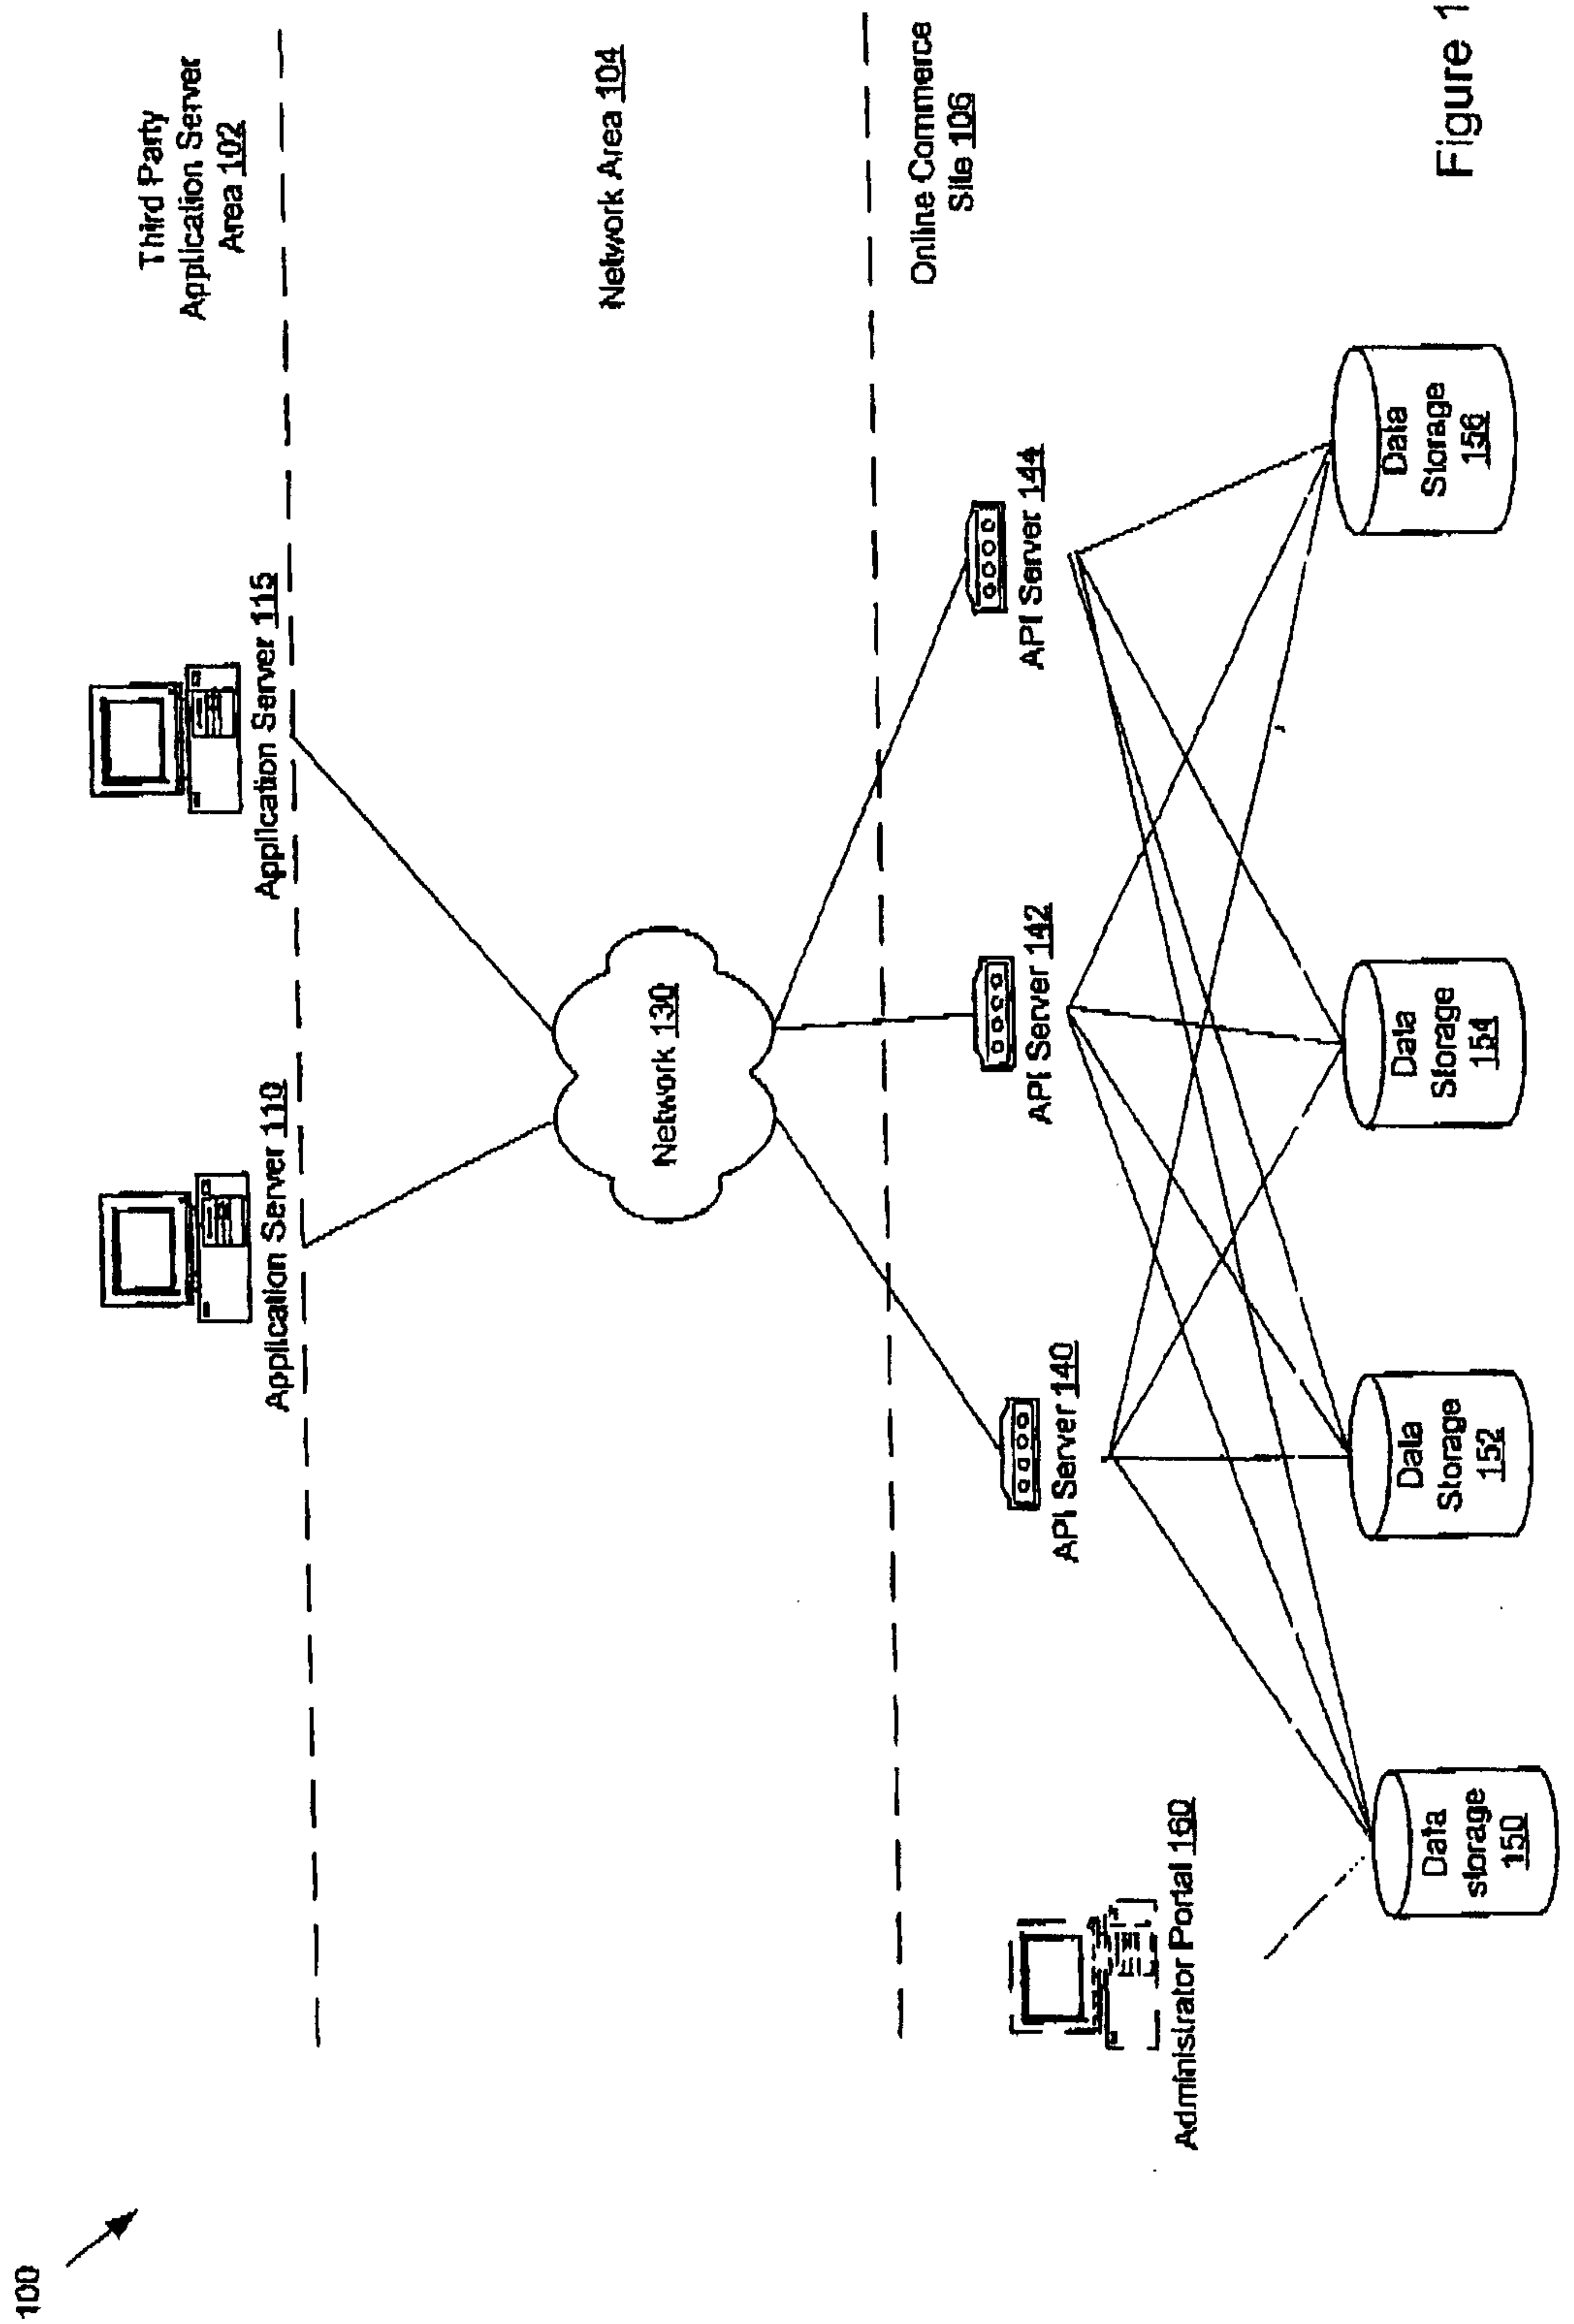 100
Third Party
Application Server
Area 102
Application Server 110
Application Server 115
Network Area 104
Network 130
Online Commerce
Site 106
API Server 140
API Server 142
API Server 144
Administrator Portal 160
Data
storage
150
Data
Storage
152
Data
Storage
154
Data
Storage
156
Figure 1